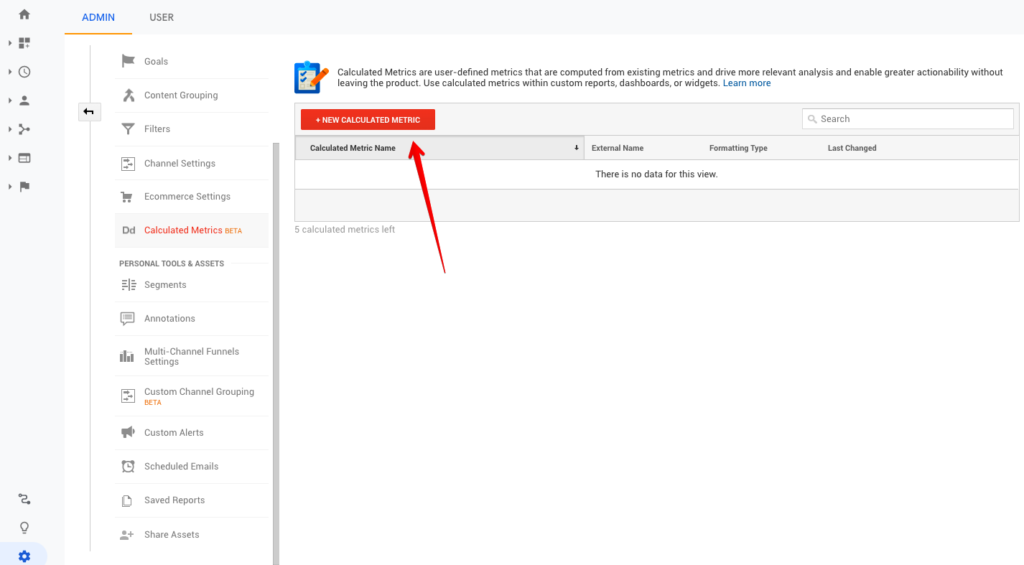 ADMIN
USER
Goals
Content Grouping
Filters
Channel Settings
Ecommerce Settings
Dd Calculated Metrics BETA
PERSONAL TOOLS & ASSETS
Segments
Annotations
Multi-Channel Funnels
Settings
Custom Channel Grouping
BETA
Custom Alerts
Scheduled Emails
Saved Reports
Share Assets
Calculated Metrics are user-defined metrics that are computed from existing metrics and drive more relevant analysis and enable greater actionability without
leaving the product. Use calculated metrics within custom reports, dashboards, or widgets. Learn more
+ NEW CALCULATED METRIC
Search
Calculated Metric Name
External Name
Formatting Type
Last Changed
There is no data for this view.
5 calculated metrics left